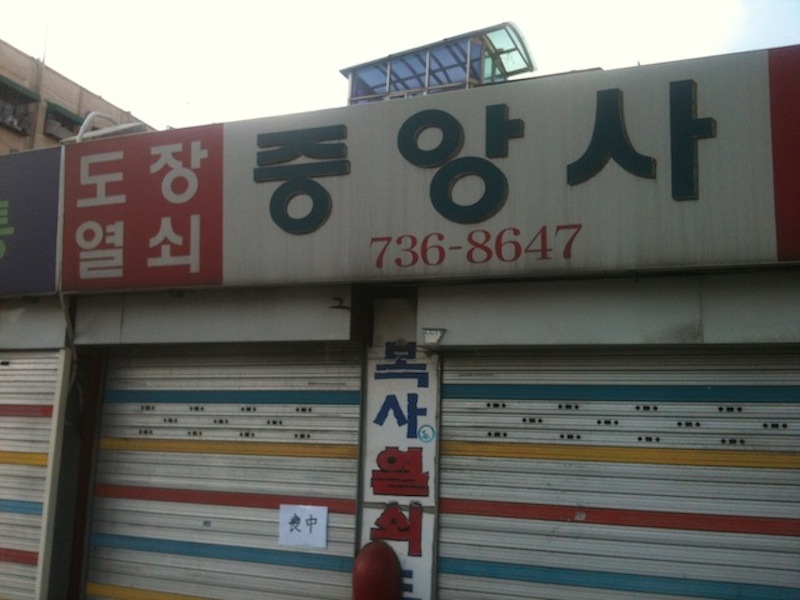 도장
열쇠
중앙사
736-8647
복사
열쇠
喪中